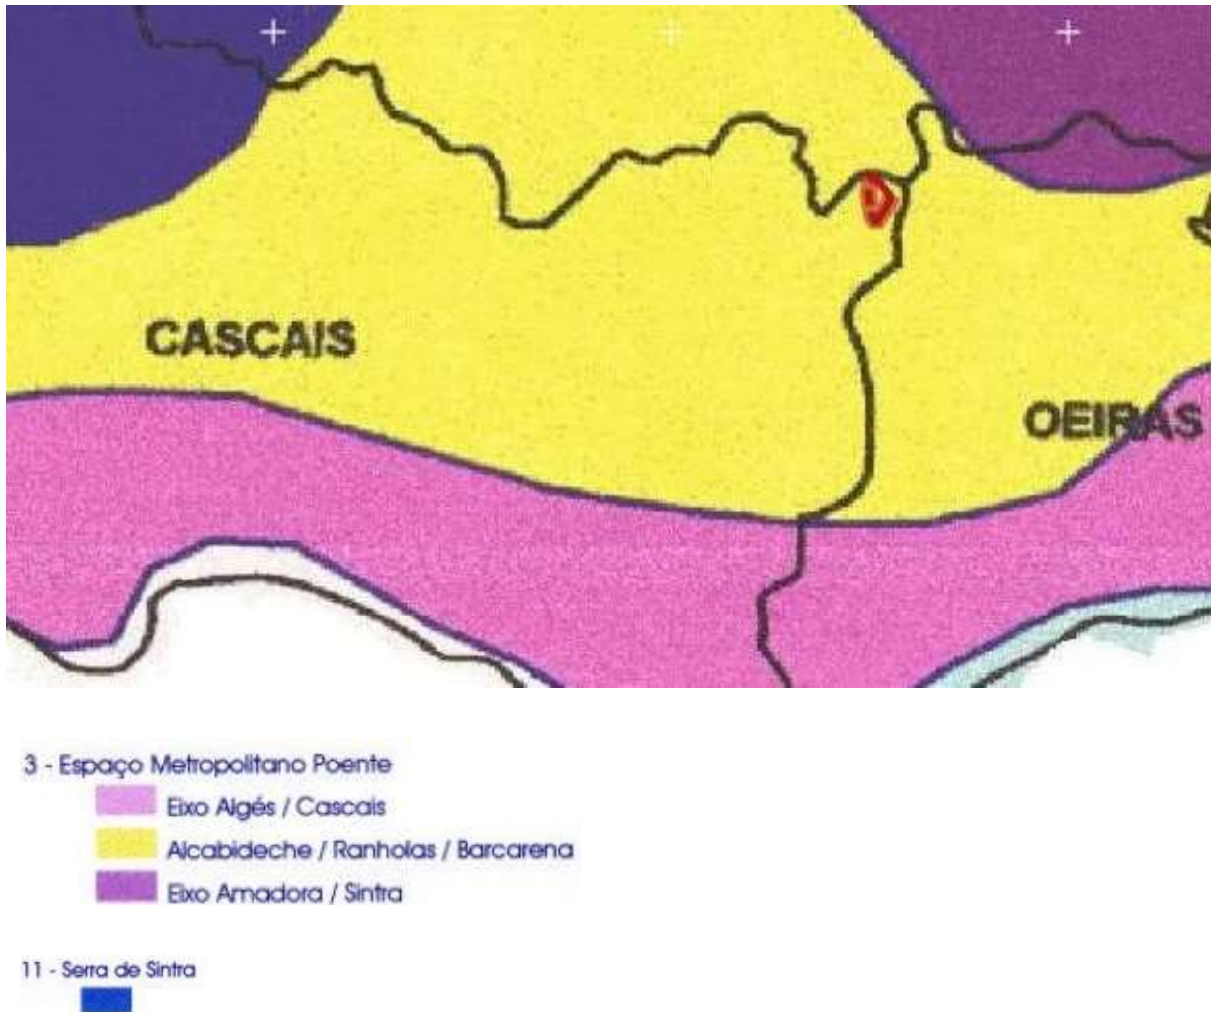 CASCAIS
OEIRAS
3 - Espaço Metropolitano Poente
Eixo Algés / Cascais
Alcabideche / Ranholas / Barcarena
Eixo Amadora / Sintra
11 - Serra de Sintra